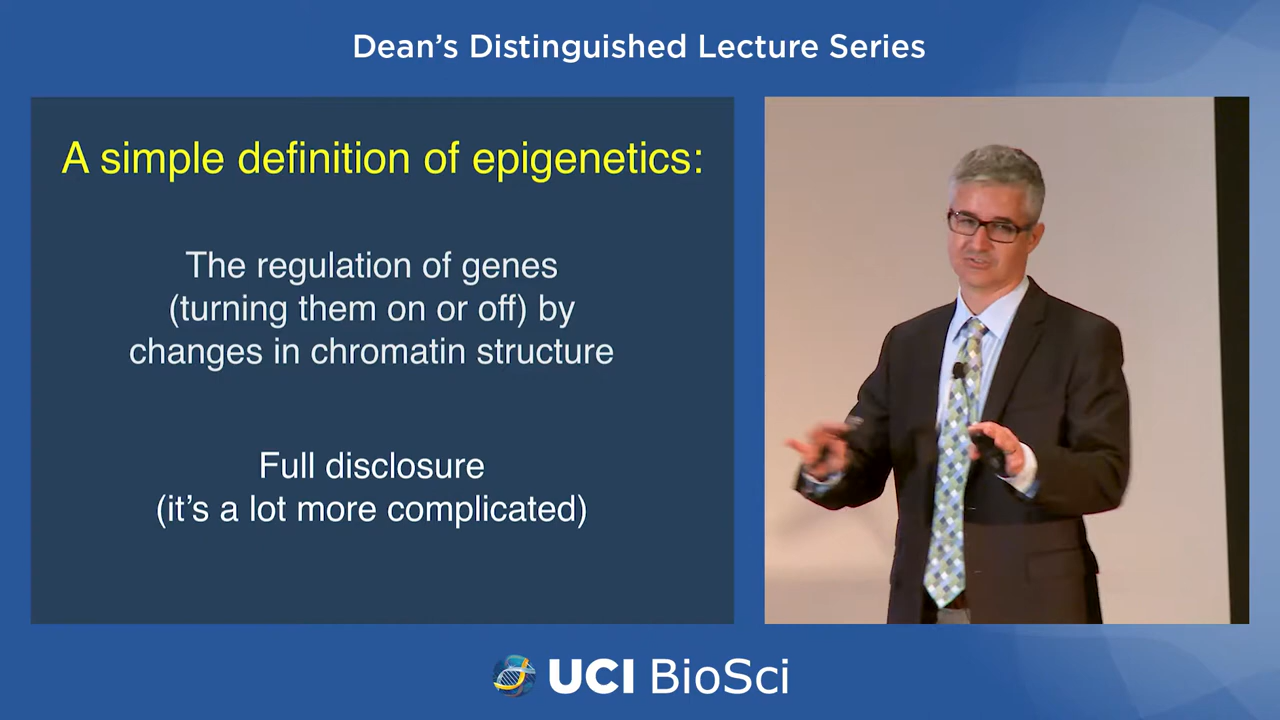 Dean’s Distinguished Lecture Series
A simple definition of epigenetics:
The regulation of genes
(turning them on or off) by
changes in chromatin structure
Full disclosure
(it’s a lot more complicated)
UCI BioSci